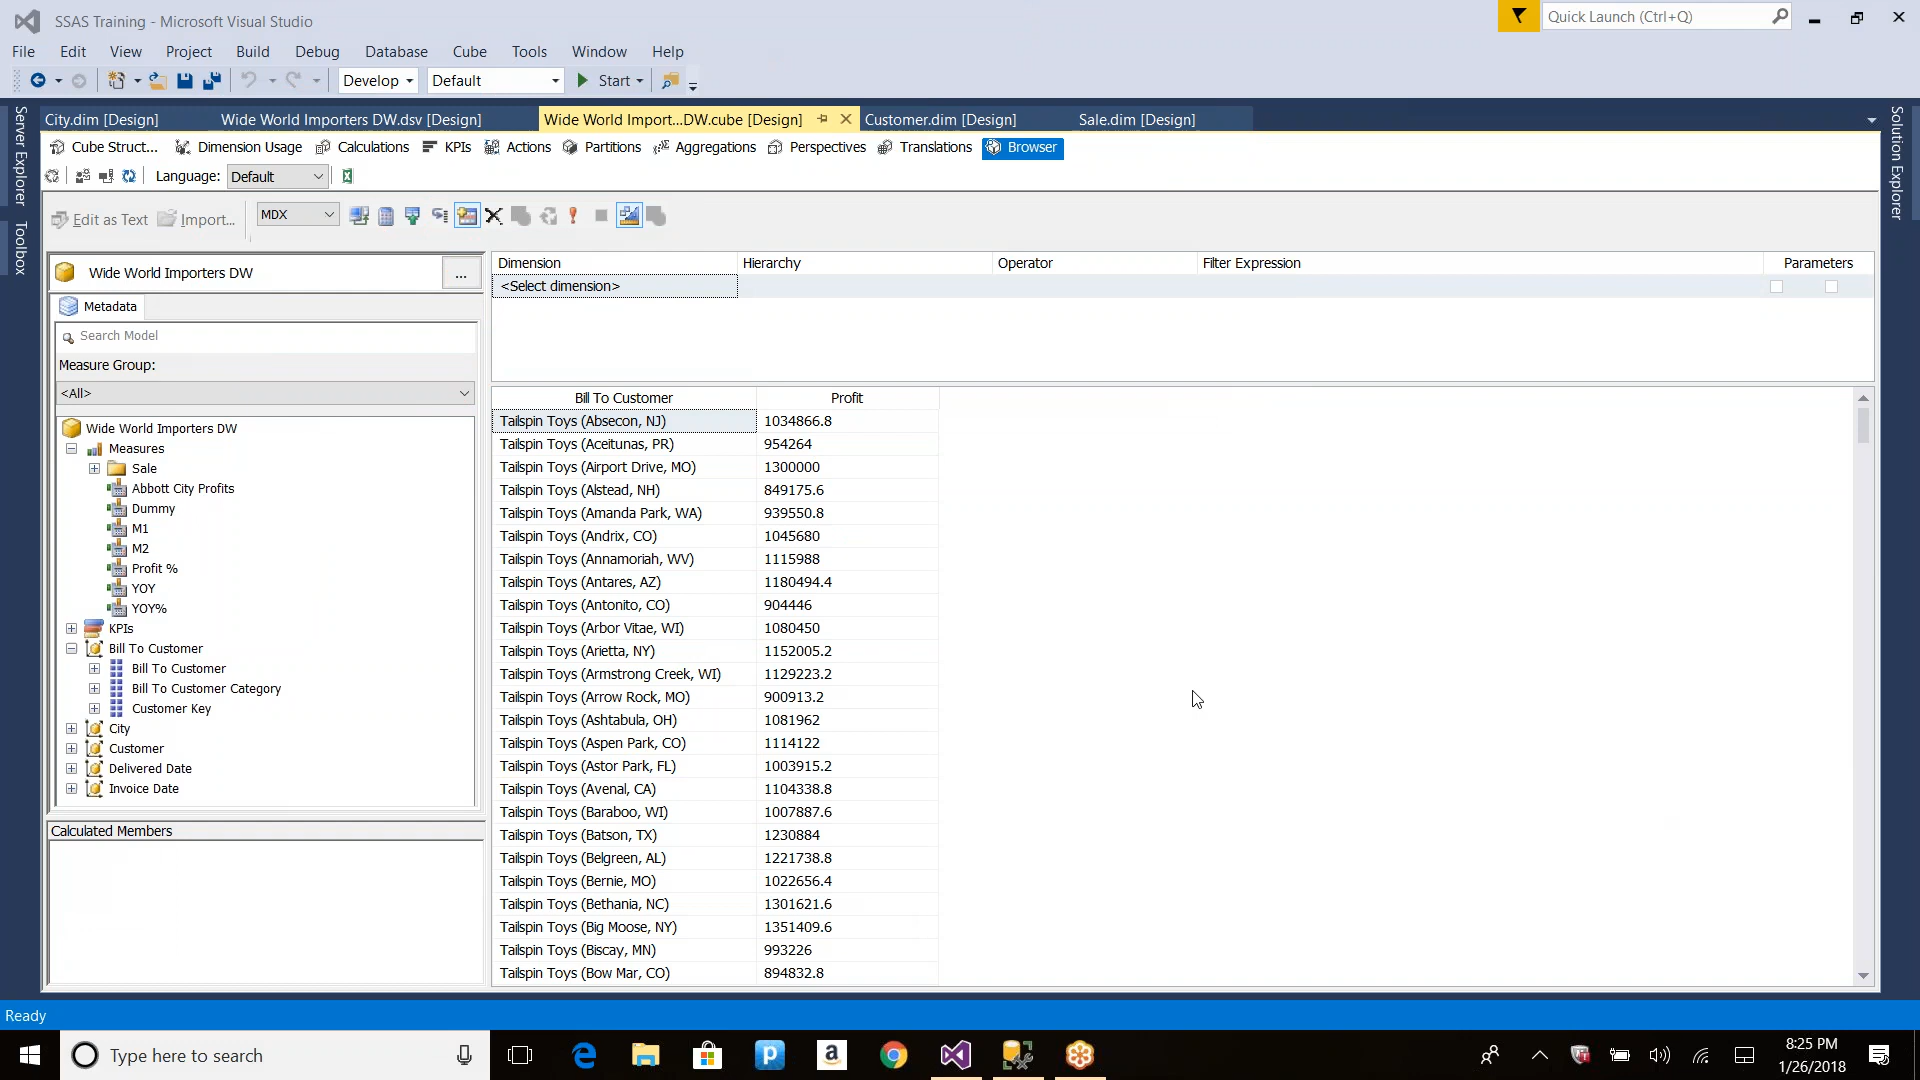 SSAS Training - Microsoft Visual Studio
Quick Launch (Ctrl+Q)
File Edit View Project Build Debug Database Cube Tools Window Help
Develop Default Start
Server Explorer
Toolbox
Solution Explorer
City.dim [Design] Wide World Importers DW.dsv [Design] Wide World Import...DW.cube [Design] Customer.dim [Design] Sale.dim [Design]
Cube Struct... Dimension Usage Calculations KPIs Actions Partitions Aggregations Perspectives Translations Browser
Language: Default
Edit as Text Import... MDX
Wide World Importers DW ...
Metadata
Search Model
Measure Group:
<All>
Wide World Importers DW
Measures
Sale
Abbott City Profits
Dummy
M1
M2
Profit %
YOY
YOY%
KPIs
Bill To Customer
Bill To Customer
Bill To Customer Category
Customer Key
City
Customer
Delivered Date
Invoice Date
Calculated Members
Dimension Hierarchy Operator Filter Expression Parameters
<Select dimension>
Bill To Customer Profit
Tailspin Toys (Absecon, NJ) 1034866.8
Tailspin Toys (Aceitunas, PR) 954264
Tailspin Toys (Airport Drive, MO) 1300000
Tailspin Toys (Alstead, NH) 849175.6
Tailspin Toys (Amanda Park, WA) 939550.8
Tailspin Toys (Andrix, CO) 1045680
Tailspin Toys (Annamoriah, WV) 1115988
Tailspin Toys (Antares, AZ) 1180494.4
Tailspin Toys (Antonito, CO) 904446
Tailspin Toys (Arbor Vitae, WI) 1080450
Tailspin Toys (Arietta, NY) 1152005.2
Tailspin Toys (Armstrong Creek, WI) 1129223.2
Tailspin Toys (Arrow Rock, MO) 900913.2
Tailspin Toys (Ashtabula, OH) 1081962
Tailspin Toys (Aspen Park, CO) 1114122
Tailspin Toys (Astor Park, FL) 1003915.2
Tailspin Toys (Avenal, CA) 1104338.8
Tailspin Toys (Baraboo, WI) 1007887.6
Tailspin Toys (Batson, TX) 1230884
Tailspin Toys (Belgreen, AL) 1221738.8
Tailspin Toys (Bernie, MO) 1022656.4
Tailspin Toys (Bethania, NC) 1301621.6
Tailspin Toys (Big Moose, NY) 1351409.6
Tailspin Toys (Biscay, MN) 993226
Tailspin Toys (Bow Mar, CO) 894832.8
Ready
Type here to search
8:25 PM
1/26/2018